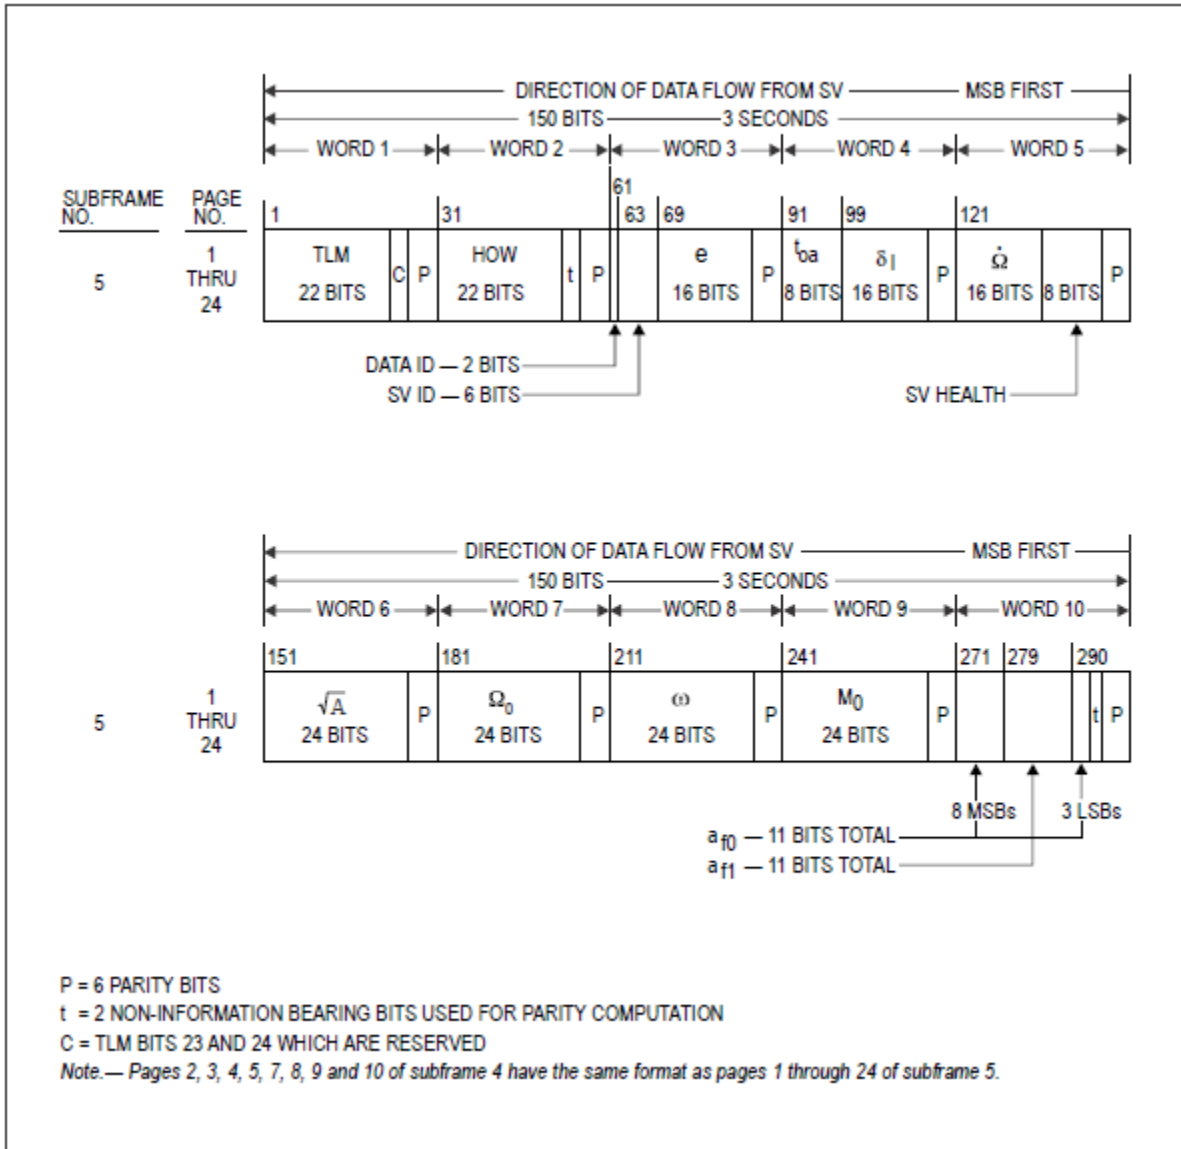 DIRECTION OF DATA FLOW FROM SV MSB FIRST
150 BITS 3 SECONDS
WORD 1 WORD 2 WORD 3 WORD 4 WORD 5
SUBFRAME NO. PAGE NO. 1 31 61 63 69 91 99 121
5 1 THRU 24
TLM 22 BITS C P HOW 22 BITS t P e 16 BITS P t_oa 8 BITS δ_I 16 BITS P Ω̇ 16 BITS 8 BITS P
DATA ID — 2 BITS
SV ID — 6 BITS SV HEALTH
DIRECTION OF DATA FLOW FROM SV MSB FIRST
150 BITS 3 SECONDS
WORD 6 WORD 7 WORD 8 WORD 9 WORD 10
151 181 211 241 271 279 290
5 1 THRU 24
√A 24 BITS P Ω_0 24 BITS P ω 24 BITS P M_0 24 BITS P t P
8 MSBs 3 LSBs
a_f0 — 11 BITS TOTAL
a_f1 — 11 BITS TOTAL
P = 6 PARITY BITS
t = 2 NON-INFORMATION BEARING BITS USED FOR PARITY COMPUTATION
C = TLM BITS 23 AND 24 WHICH ARE RESERVED
Note.— Pages 2, 3, 4, 5, 7, 8, 9 and 10 of subframe 4 have the same format as pages 1 through 24 of subframe 5.